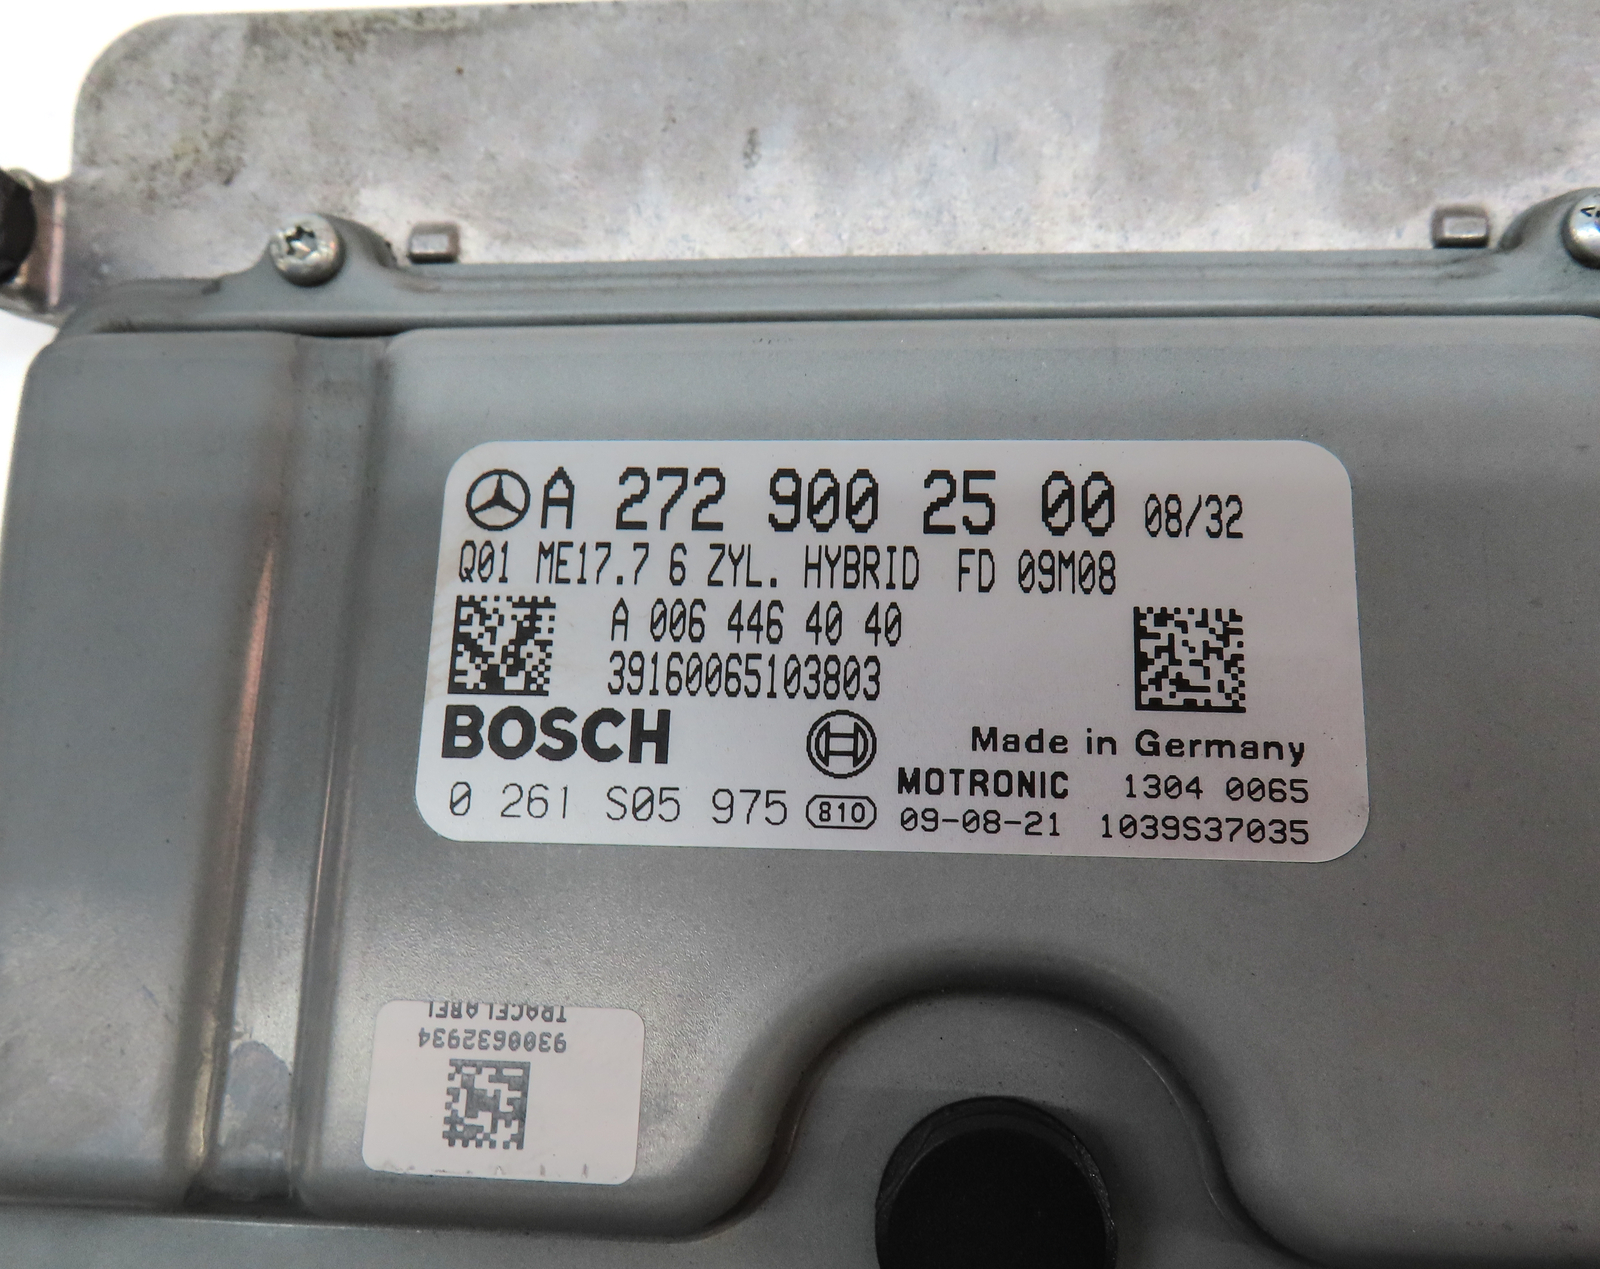 A 272 900 25 00 08/32
Q01 ME17.7 6 ZYL. HYBRID FD 09M08
A 006 446 40 40
39160065103803
BOSCH
Made in Germany
MOTRONIC 1304 0065
0 261 S05 975 810 09-08-21 1039S37035
TRACELABEL
9300632934